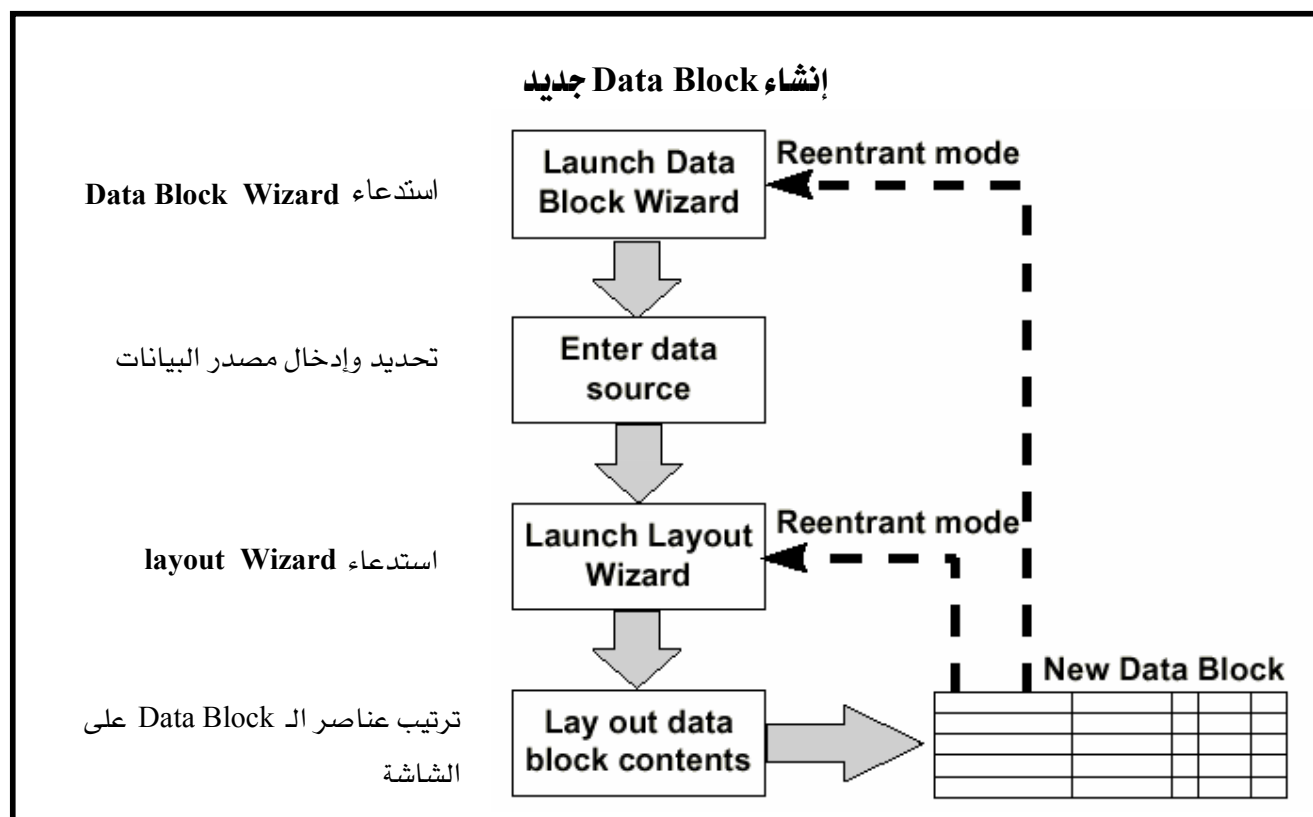 إنشاء Data Block جديد
Launch Data
Block Wizard
Reentrant mode
استدعاء Data Block Wizard
Enter data
source
تحديد وإدخال مصدر البيانات
Launch Layout
Wizard
Reentrant mode
استدعاء layout Wizard
New Data Block
Lay out data
block contents
ترتيب عناصر الـ Data Block على
الشاشة